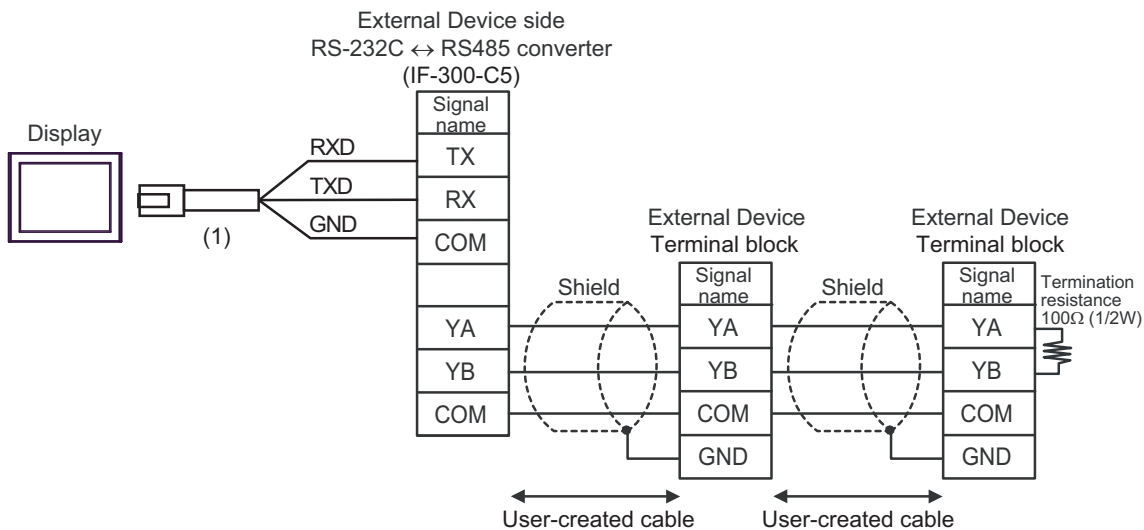 External Device side
RS-232C ↔ RS485 converter
(IF-300-C5)
Signal
name
Display
RXD
TX
TXD
RX
GND
COM
(1)
YA
YB
COM
External Device
Terminal block
Signal
name
YA
YB
COM
GND
Shield
External Device
Terminal block
Signal
name
YA
YB
COM
GND
Shield
Termination
resistance
100Ω (1/2W)
User-created cable
User-created cable